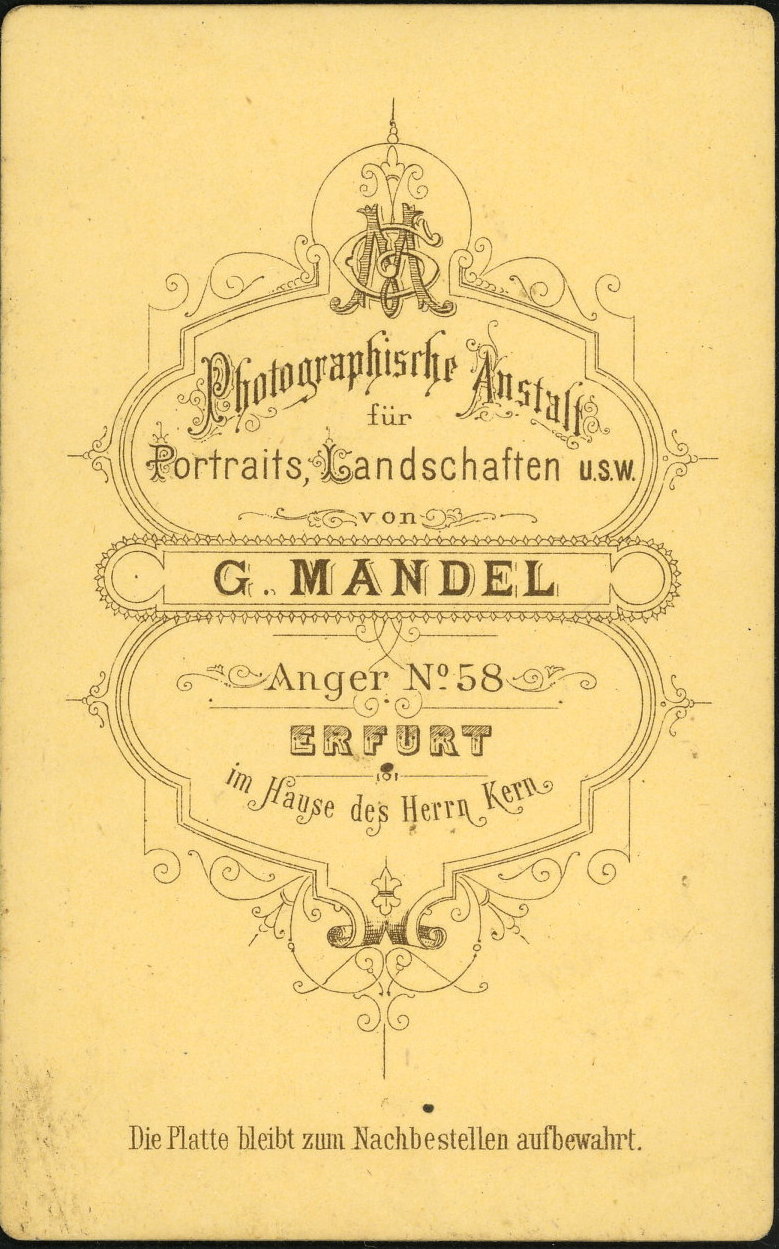 GM
Photographische Anstalt
für
Portraits, Landschaften u.s.w.
von
G. MANDEL
Anger Nº 58
ERFURT
im Hause des Herrn Kern
Die Platte bleibt zum Nachbestellen aufbewahrt.